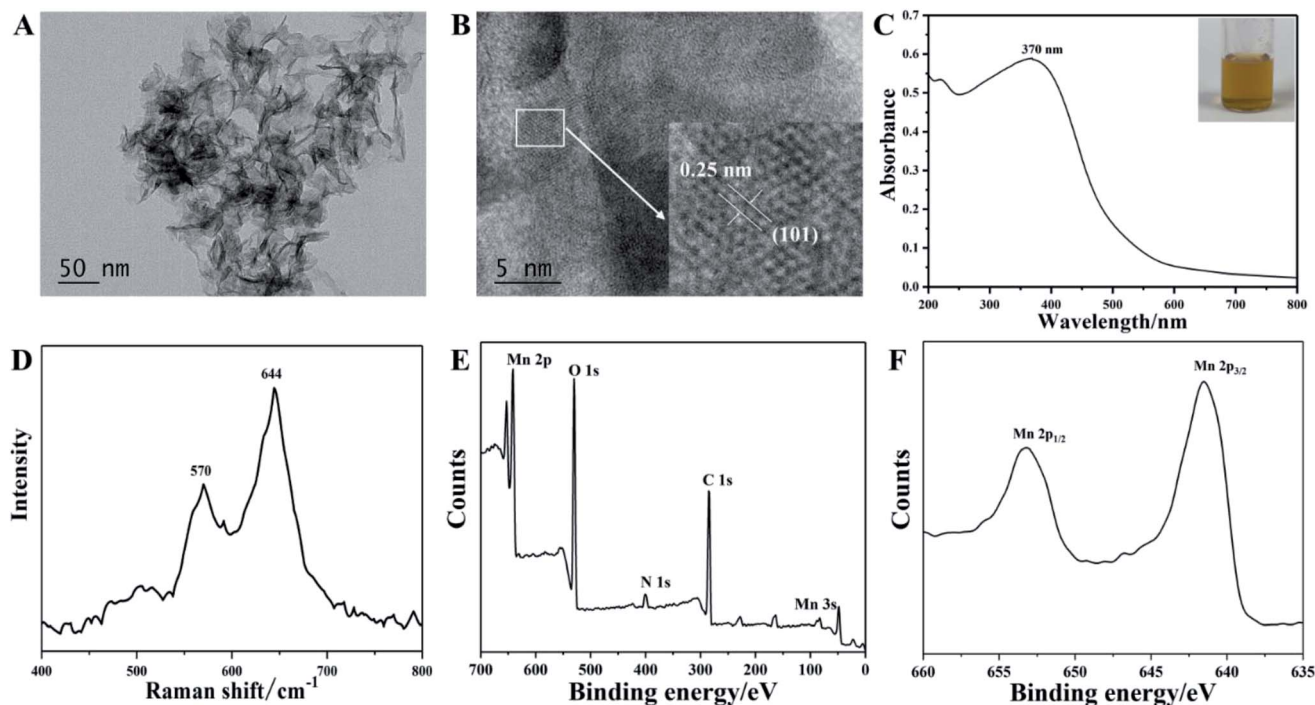 A
50 nm
B
0.25 nm
(101)
5 nm
C
370 nm
Absorbance
0.7
0.6
0.5
0.4
0.3
0.2
0.1
0.0
200 300 400 500 600 700 800
Wavelength/nm
D
644
570
Intensity
400 500 600 700 800
Raman shift/cm⁻¹
E
Mn 2p
O 1s
C 1s
N 1s
Mn 3s
Counts
700 600 500 400 300 200 100 0
Binding energy/eV
F
Mn 2p₃/₂
Mn 2p₁/₂
Counts
660 655 650 645 640 635
Binding energy/eV